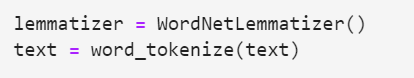 lemmatizer = WordNetLemmatizer()
text = word_tokenize(text)